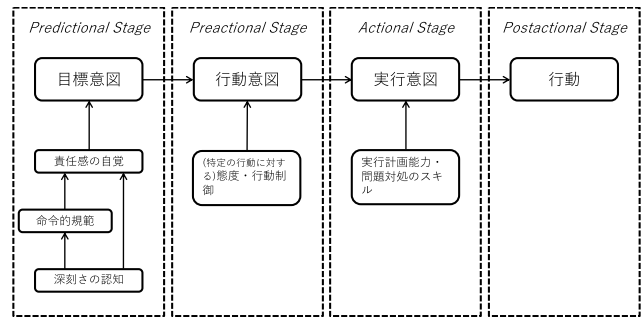 Predictional Stage
Preactional Stage
Actional Stage
Postactional Stage
目標意図
行動意図
実行意図
行動
責任感の自覚
(特定の行動に対す
る)態度・行動制
御
実行計画能力・
問題対処のスキ
ル
命令的規範
深刻さの認知